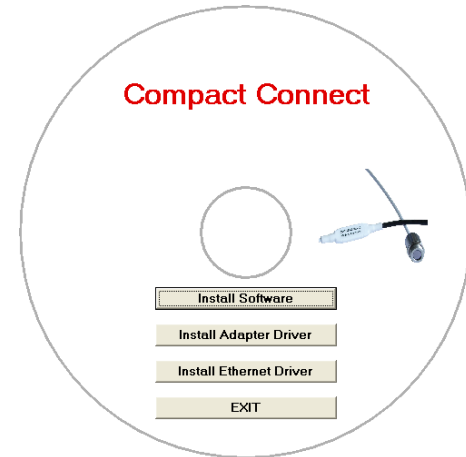 Compact Connect
Install Software
Install Adapter Driver
Install Ethernet Driver
EXIT